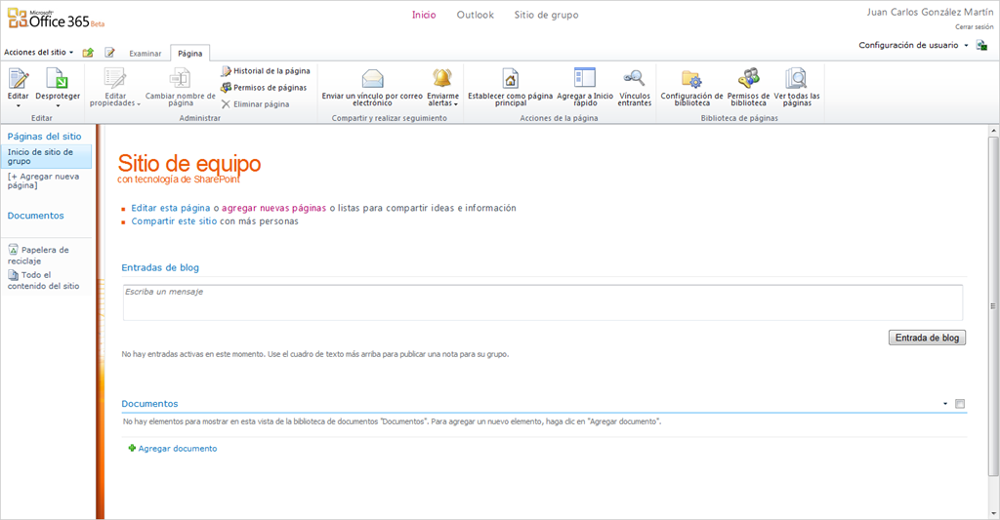 Microsoft®
Office 365 Beta
Inicio Outlook Sitio de grupo
Juan Carlos González Martín
Cerrar sesión
Acciones del sitio
Examinar
Página
Configuración de usuario
Editar
Desproteger
Editar
Editar
propiedades
Cambiar nombre de
página
Historial de la página
Permisos de páginas
Eliminar página
Administrar
Enviar un vínculo por correo
electrónico
Enviarme
alertas
Compartir y realizar seguimiento
Establecer como página
principal
Agregar a Inicio
rápido
Vínculos
entrantes
Acciones de la página
Configuración de
biblioteca
Permisos de
biblioteca
Ver todas las
páginas
Biblioteca de páginas
Páginas del sitio
Inicio de sitio de
grupo
[+ Agregar nueva
página]
Documentos
Papelera de
reciclaje
Todo el
contenido del sitio
Sitio de equipo
con tecnología de SharePoint
Editar esta página o agregar nuevas páginas o listas para compartir ideas e información
Compartir este sitio con más personas
Entradas de blog
Escriba un mensaje
Entrada de blog
No hay entradas activas en este momento. Use el cuadro de texto más arriba para publicar una nota para su grupo.
Documentos
No hay elementos para mostrar en esta vista de la biblioteca de documentos "Documentos". Para agregar un nuevo elemento, haga clic en "Agregar documento".
Agregar documento